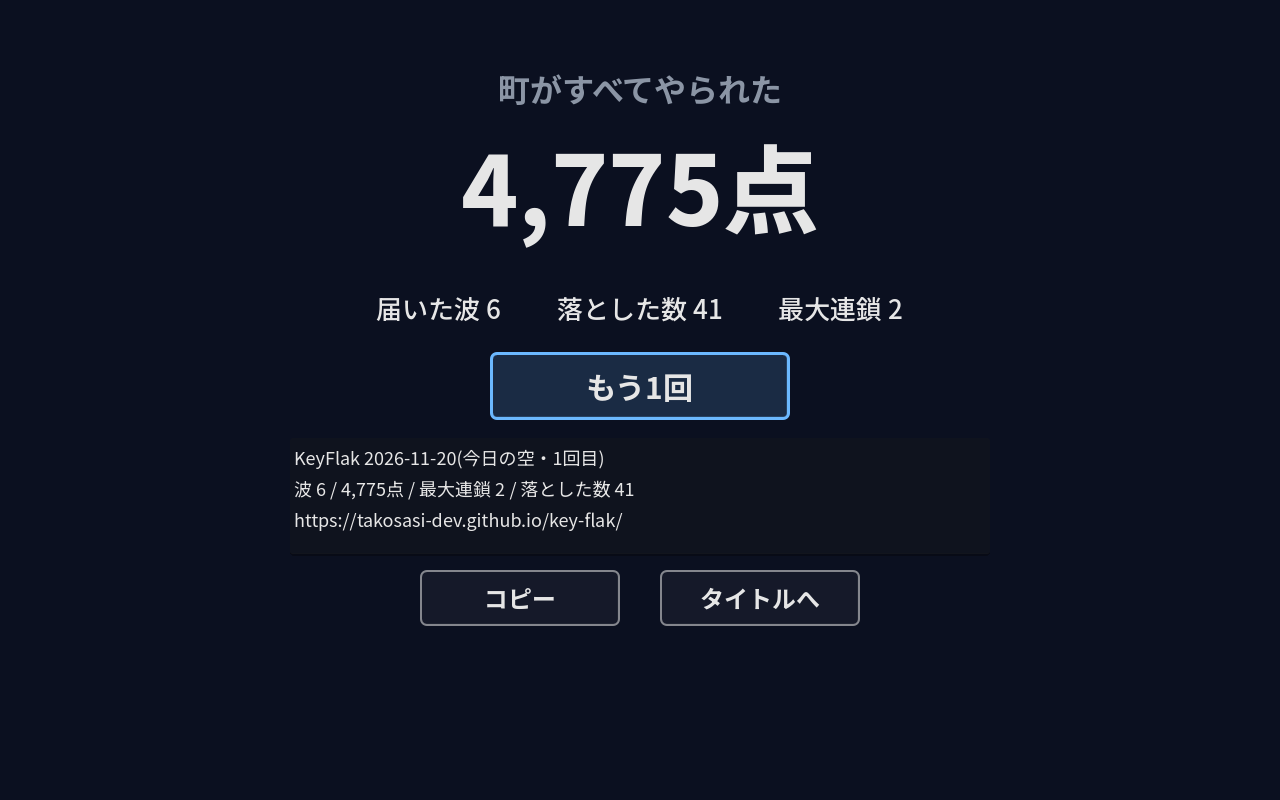 町がすべてやられた
4,775点
届いた波 6 落とした数 41 最大連鎖 2
もう1回
KeyFlak 2026-11-20(今日の空・1回目)
波 6 / 4,775点 / 最大連鎖 2 / 落とした数 41
https://takosasi-dev.github.io/key-flak/
コピー タイトルへ